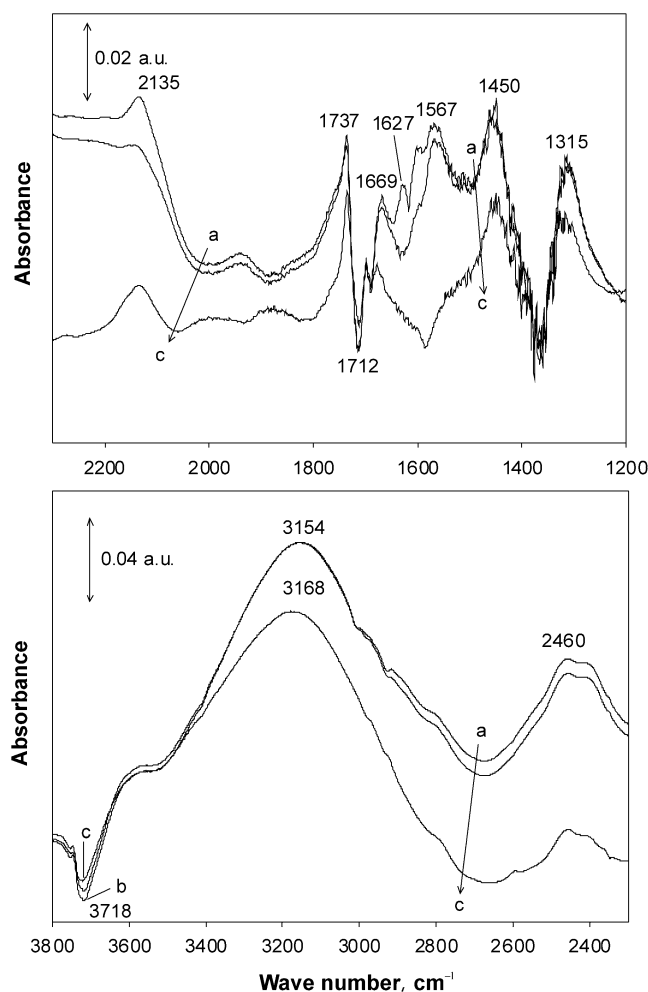 0.02 a.u.
2135
1737
1627
1567
1450
1315
1669
a
a
c
c
1712
Absorbance
2200 2000 1800 1600 1400 1200
0.04 a.u.
3154
3168
2460
a
c
b
c
3718
Absorbance
3800 3600 3400 3200 3000 2800 2600 2400
Wave number, cm⁻¹